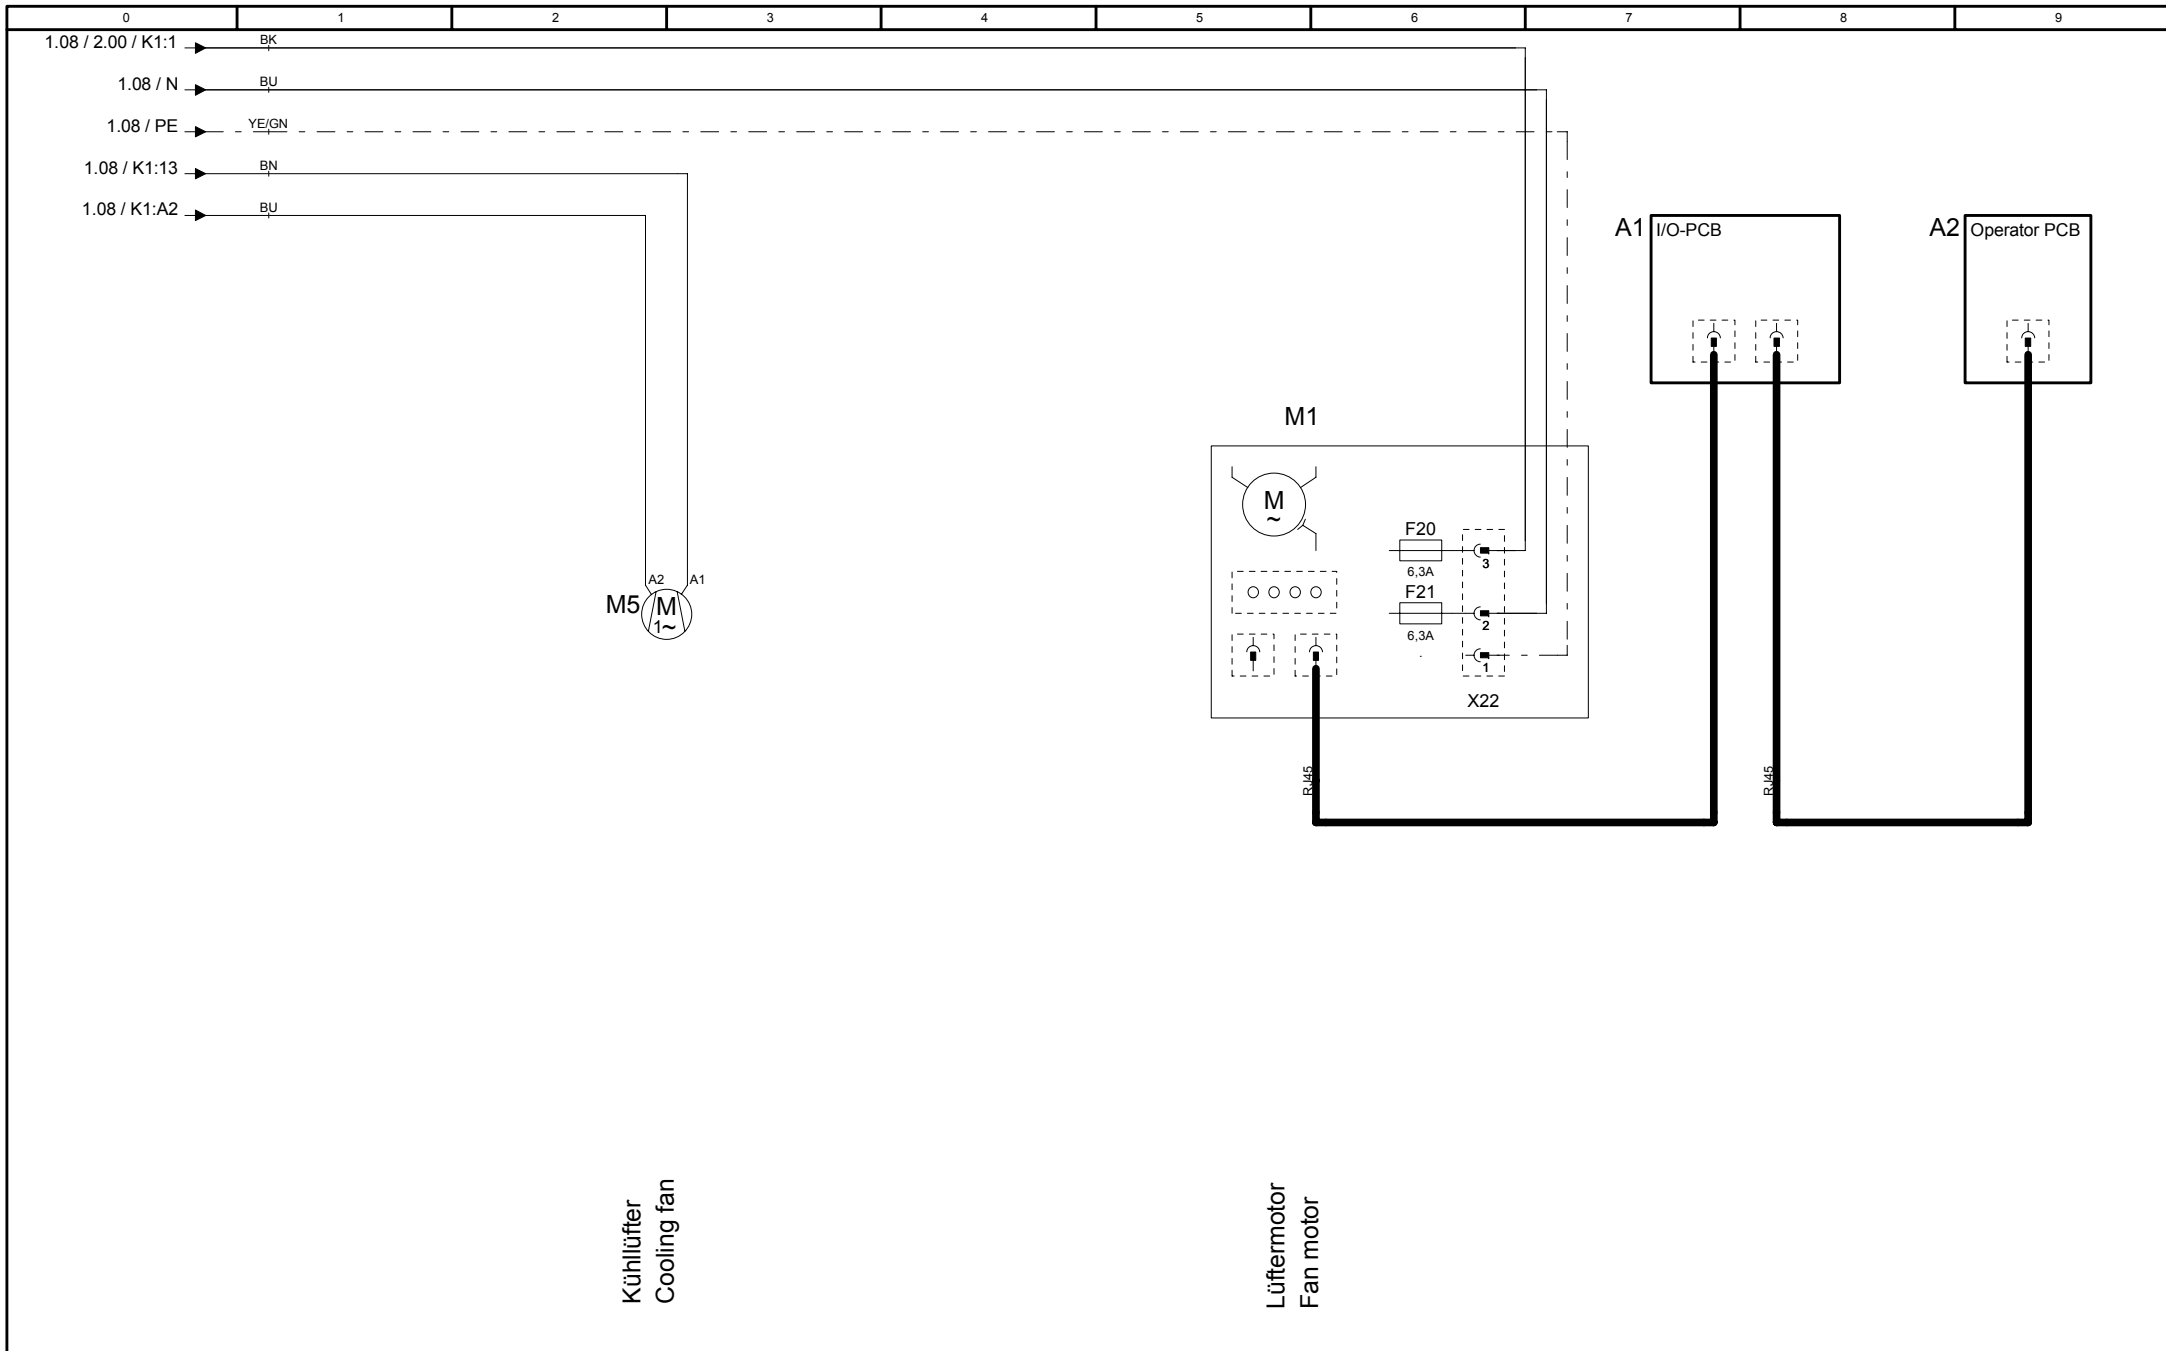 0 1 2 3 4 5 6 7 8 9
1.08 / 2.00 / K1:1 BK
1.08 / N BU
1.08 / PE YE/GN
1.08 / K1:13 BN
1.08 / K1:A2 BU
A1 I/O-PCB
A2 Operator PCB
M1
M
~
F20
6,3A
3
F21
6,3A
2
1
X22
A2 A1
M5 M
1~
RJ45
RJ45
Kühllüfter
Cooling fan
Lüftermotor
Fan motor